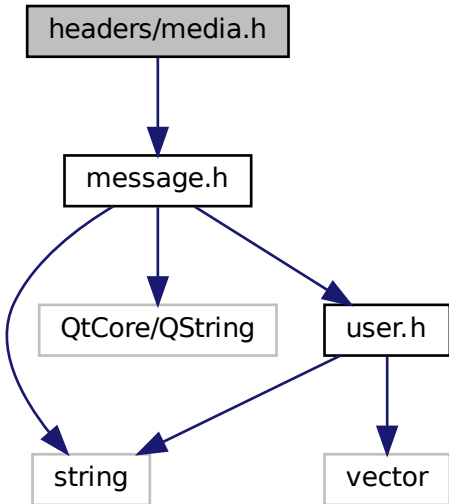 headers/media.h
message.h
QtCore/QString
user.h
string
vector